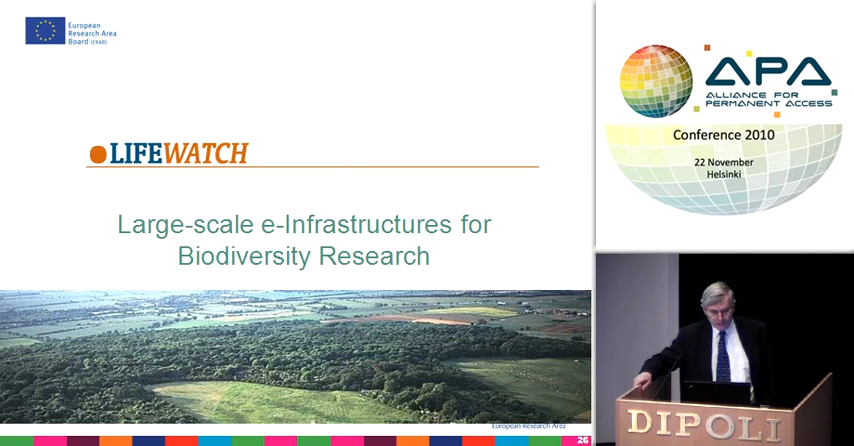 European
Research Area
Board (ERAB)
LIFEWATCH
Large-scale e-Infrastructures for
Biodiversity Research
European Research Area
26
APA
ALLIANCE FOR
PERMANENT ACCESS
Conference 2010
22 November
Helsinki
DIPOLI